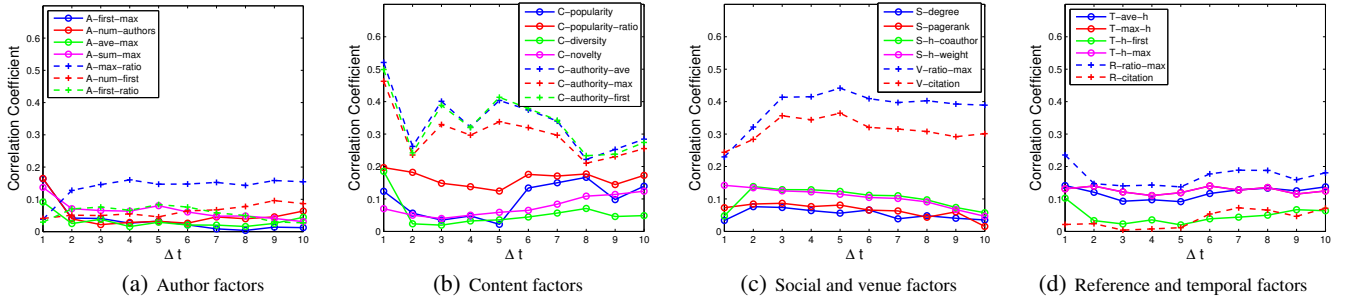 Correlation Coefficient
0.6
0.5
0.4
0.3
0.2
0.1
0
1 2 3 4 5 6 7 8 9 10
Δ t
A-first-max
A-num-authors
A-ave-max
A-sum-max
A-max-ratio
A-num-first
A-first-ratio
(a) Author factors
Correlation Coefficient
0.6
0.5
0.4
0.3
0.2
0.1
0
1 2 3 4 5 6 7 8 9 10
Δ t
C-popularity
C-popularity-ratio
C-diversity
C-novelty
C-authority-ave
C-authority-max
C-authority-first
(b) Content factors
Correlation Coefficient
0.6
0.5
0.4
0.3
0.2
0.1
0
1 2 3 4 5 6 7 8 9 10
Δ t
S-degree
S-pagerank
S-h-coauthor
S-h-weight
V-ratio-max
V-citation
(c) Social and venue factors
Correlation Coefficient
0.6
0.5
0.4
0.3
0.2
0.1
0
1 2 3 4 5 6 7 8 9 10
Δ t
T-ave-h
T-max-h
T-h-first
T-h-max
R-ratio-max
R-citation
(d) Reference and temporal factors